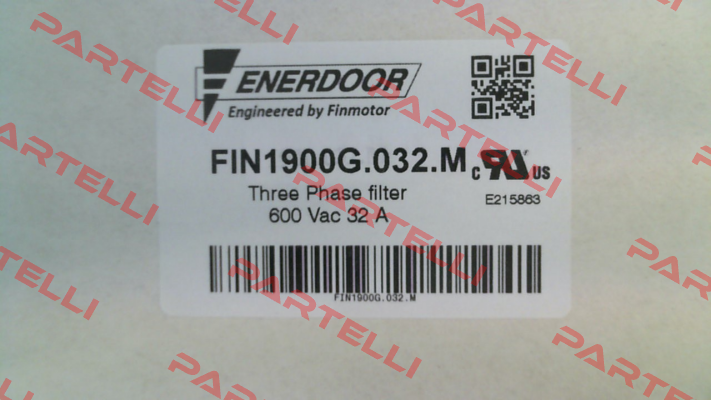 ENERDOOR
Engineered by Finmotor
FIN1900G.032.M
c RU US
Three Phase filter
E215863
600 Vac 32 A
FIN1900G.032.M
PARTELLI
PARTELLI
PARTELLI
PARTELLI
PARTELLI
PARTELLI
PARTELLI
PARTELLI
PARTELLI